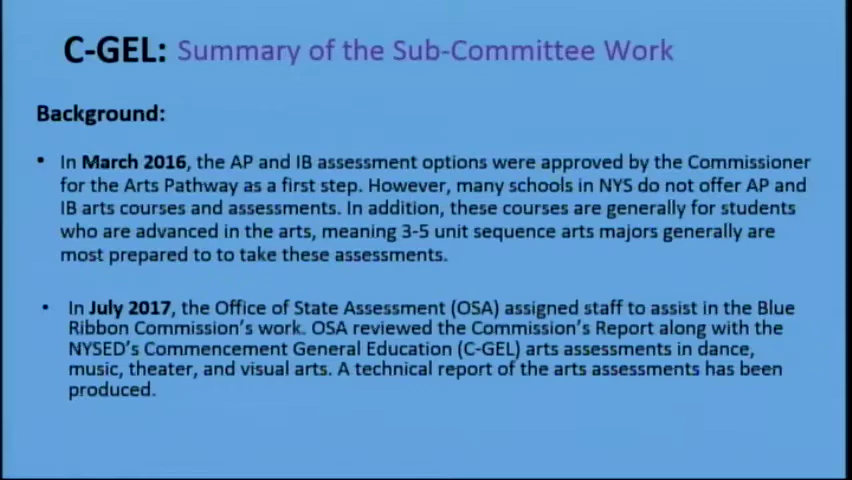 C-GEL: Summary of the Sub-Committee Work
Background:
• In March 2016, the AP and IB assessment options were approved by the Commissioner
for the Arts Pathway as a first step. However, many schools in NYS do not offer AP and
IB arts courses and assessments. In addition, these courses are generally for students
who are advanced in the arts, meaning 3-5 unit sequence arts majors generally are
most prepared to to take these assessments.
• In July 2017, the Office of State Assessment (OSA) assigned staff to assist in the Blue
Ribbon Commission's work. OSA reviewed the Commission's Report along with the
NYSED's Commencement General Education (C-GEL) arts assessments in dance,
music, theater, and visual arts. A technical report of the arts assessments has been
produced.